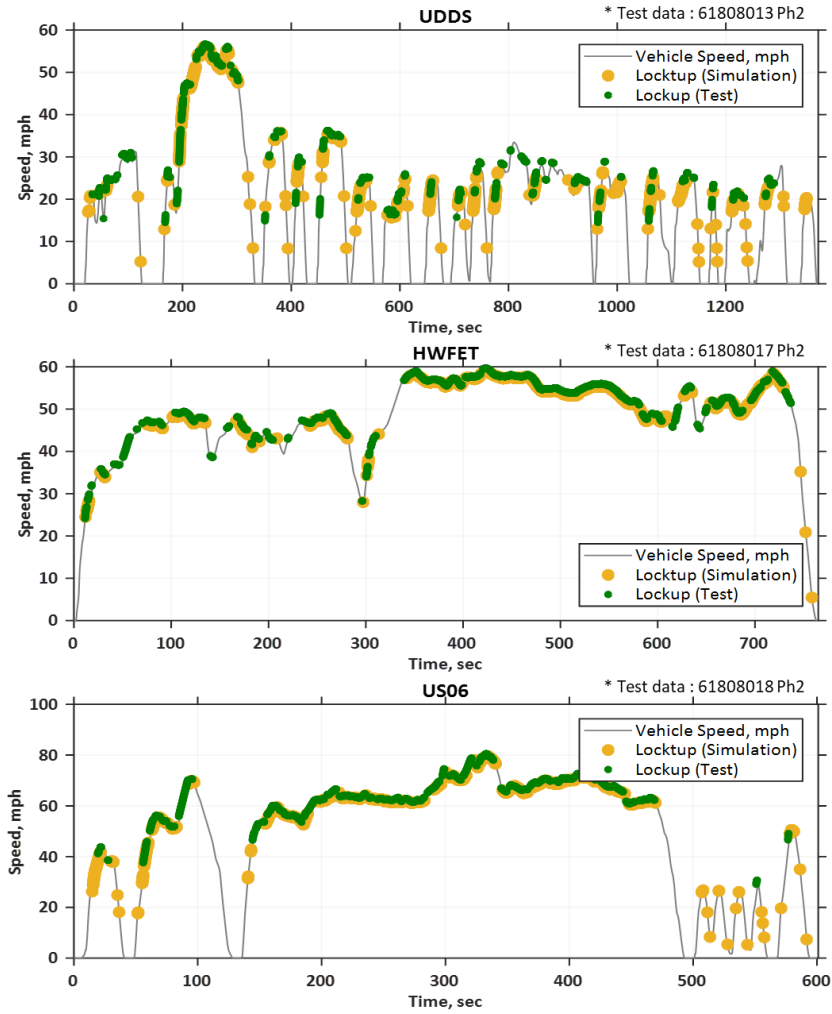 UDDS
* Test data : 61808013 Ph2
60
50
40
30
20
10
0
Speed, mph
Vehicle Speed, mph
Locktup (Simulation)
Lockup (Test)
0 200 400 600 800 1000 1200
Time, sec
HWFET
* Test data : 61808017 Ph2
60
50
40
30
20
10
0
Speed, mph
Vehicle Speed, mph
Locktup (Simulation)
Lockup (Test)
0 100 200 300 400 500 600 700
Time, sec
US06
* Test data : 61808018 Ph2
100
80
60
40
20
0
Speed, mph
Vehicle Speed, mph
Locktup (Simulation)
Lockup (Test)
0 100 200 300 400 500 600
Time, sec